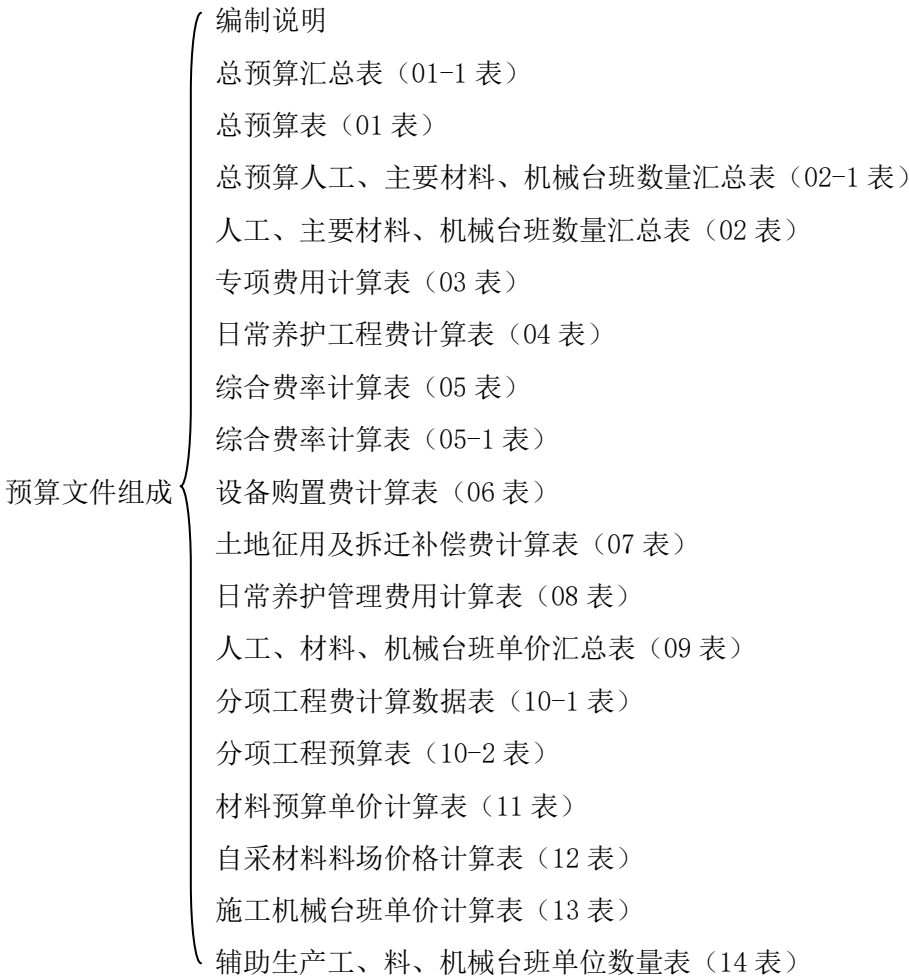 编制说明
总预算汇总表（01-1 表）
总预算表（01 表）
总预算人工、主要材料、机械台班数量汇总表（02-1 表）
人工、主要材料、机械台班数量汇总表（02 表）
专项费用计算表（03 表）
日常养护工程费计算表（04 表）
综合费率计算表（05 表）
综合费率计算表（05-1 表）
预算文件组成
设备购置费计算表（06 表）
土地征用及拆迁补偿费计算表（07 表）
日常养护管理费用计算表（08 表）
人工、材料、机械台班单价汇总表（09 表）
分项工程费计算数据表（10-1 表）
分项工程预算表（10-2 表）
材料预算单价计算表（11 表）
自采材料料场价格计算表（12 表）
施工机械台班单价计算表（13 表）
辅助生产工、料、机械台班单位数量表（14 表）